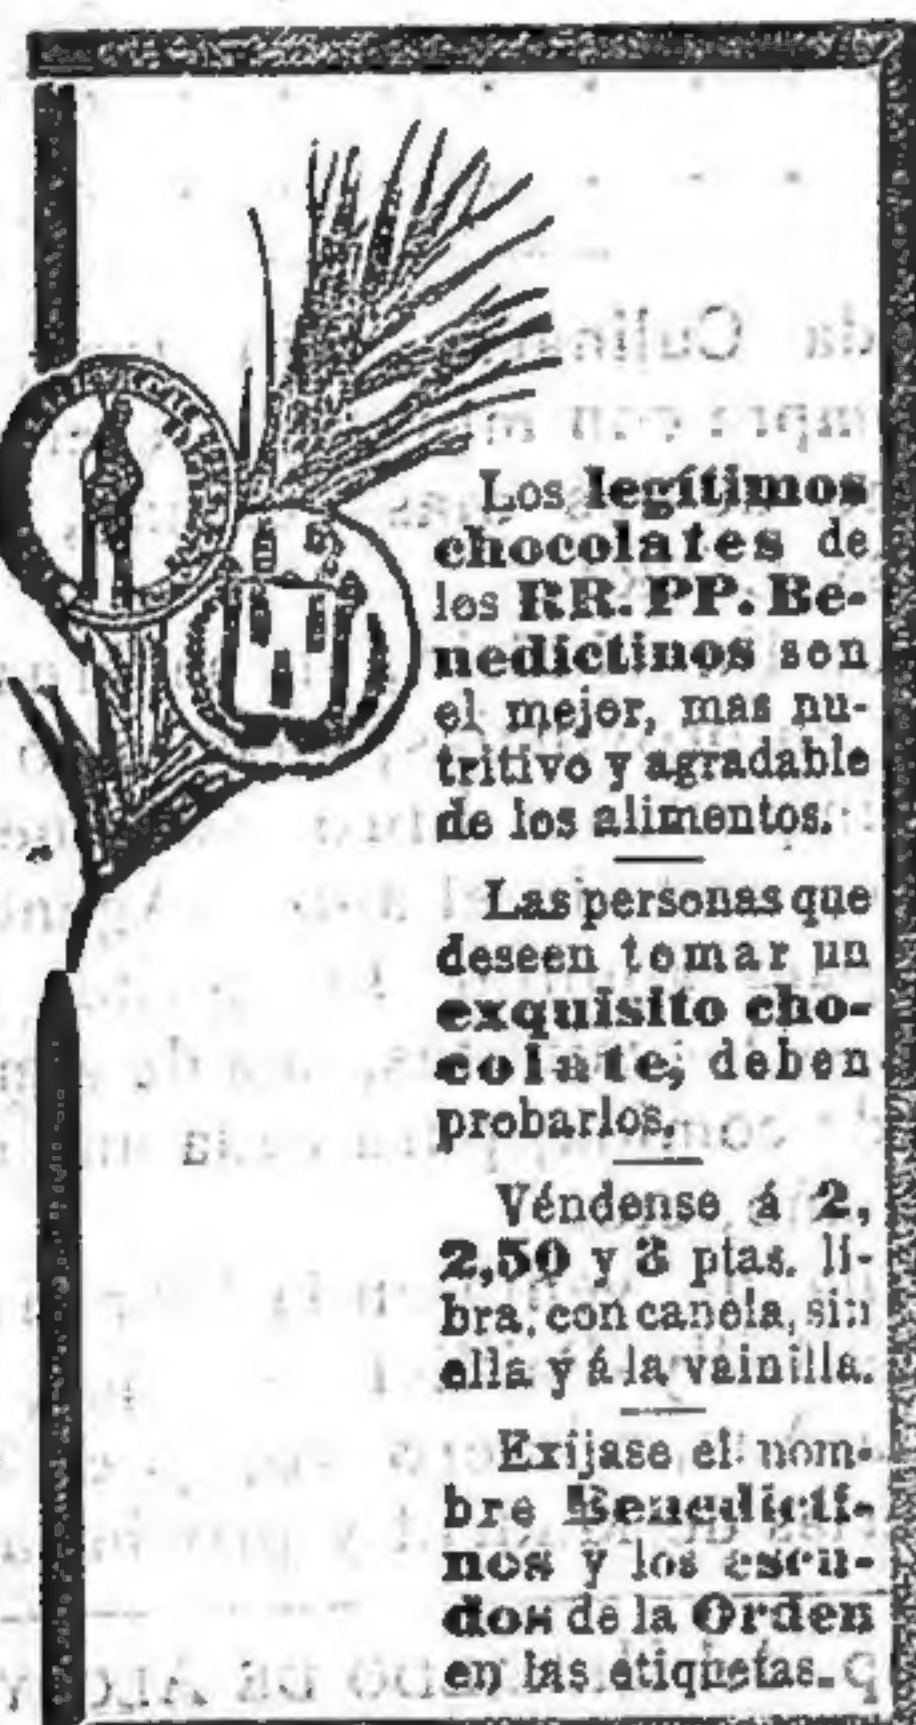 Los legítimos
chocolates de
los RR. PP. Be-
nedictinos son
el mejor, mas nu-
tritivo y agradable
de los alimentos.
Las personas que
deseen tomar un
exquisito cho-
colate, deben
probarlos.
Véndense á 2,
2,50 y 3 ptas. li-
bra, con canela, sin
ella y á la vainilla.
Exíjase el nom-
bre Benedicti-
nos y los escu-
dos de la Orden
en las etiquetas.